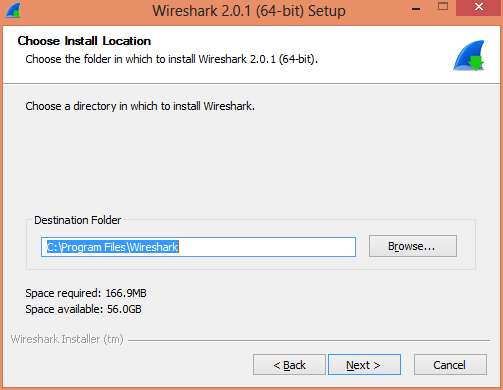 Wireshark 2.0.1 (64-bit) Setup
Choose Install Location
Choose the folder in which to install Wireshark 2.0.1 (64-bit).
Choose a directory in which to install Wireshark.
Destination Folder
C:\Program Files\Wireshark
Browse...
Space required: 166.9MB
Space available: 56.0GB
Wireshark Installer (tm)
< Back
Next >
Cancel